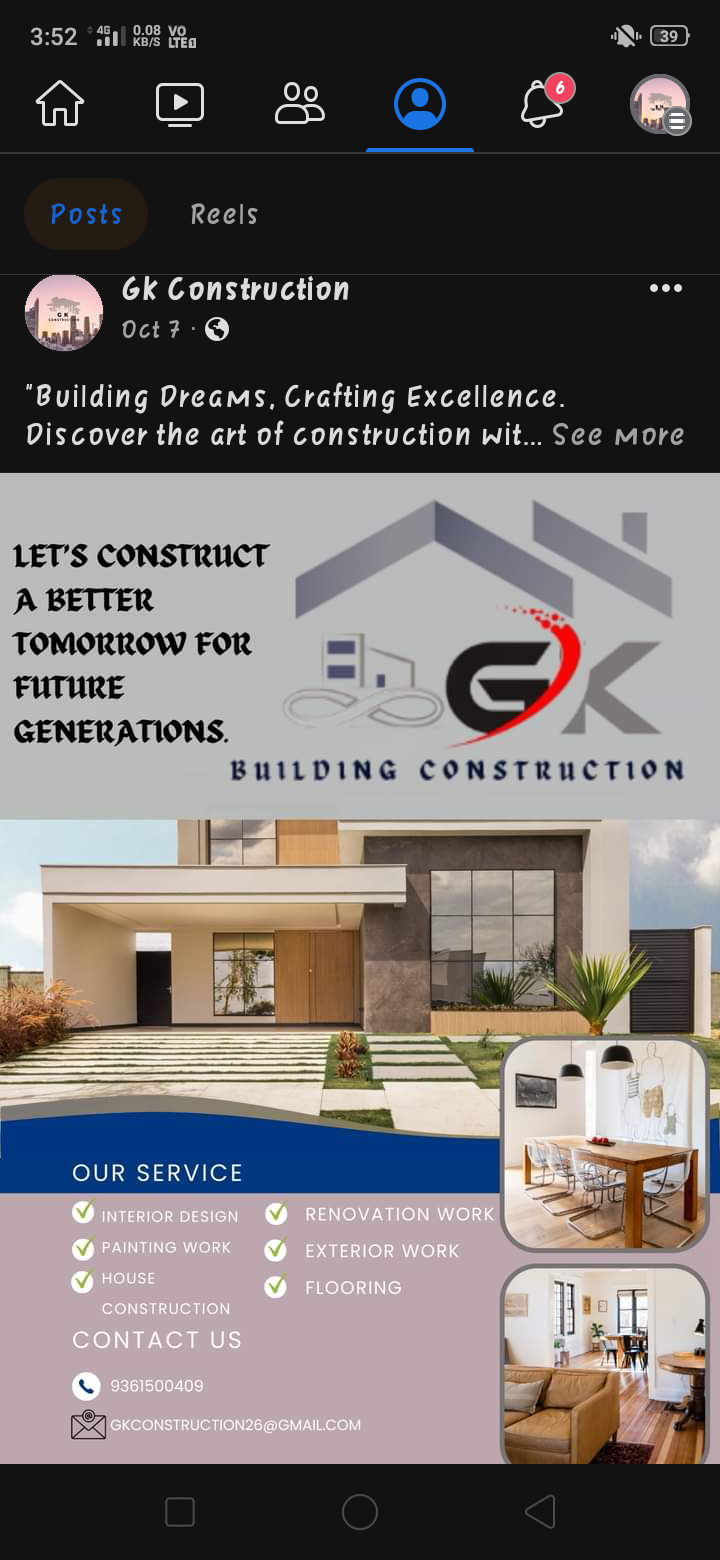 3:52 4G 0.08 KB/S VO LTE 39
6
Posts Reels
Gk Construction
Oct 7 ·
"Building Dreams, Crafting Excellence.
Discover the art of construction wit... See more
LET'S CONSTRUCT
A BETTER
TOMORROW FOR
FUTURE
GENERATIONS.
GK
BUILDING CONSTRUCTION
OUR SERVICE
INTERIOR DESIGN
PAINTING WORK
HOUSE
CONSTRUCTION
RENOVATION WORK
EXTERIOR WORK
FLOORING
CONTACT US
9361500409
GKCONSTRUCTION26@GMAIL.COM